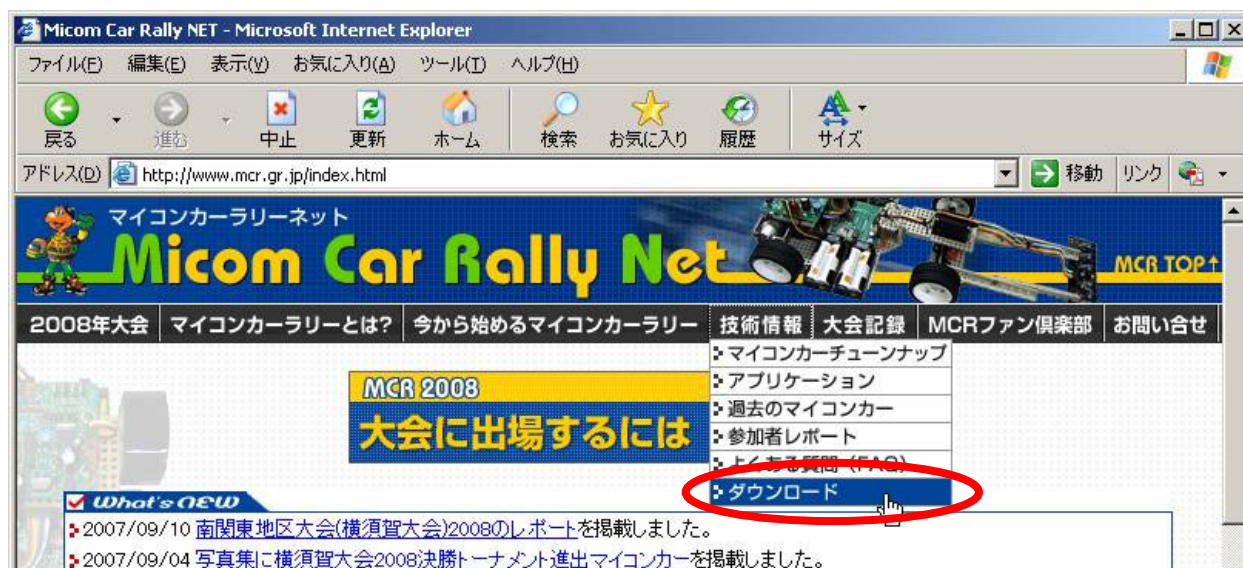 Micom Car Rally NET - Microsoft Internet Explorer
ファイル(F) 編集(E) 表示(V) お気に入り(A) ツール(T) ヘルプ(H)
戻る 進む 中止 更新 ホーム 検索 お気に入り 履歴 サイズ
アドレス(D) http://www.mcr.gr.jp/index.html 移動 リンク
マイコンカーラリーネット
Micom Car Rally Net
MCR TOP↑
2008年大会 マイコンカーラリーとは? 今から始めるマイコンカーラリー 技術情報 大会記録 MCRファン倶楽部 お問い合せ
マイコンカーチューンナップ
アプリケーション
過去のマイコンカー
参加者レポート
よくある質問 (FAQ)
ダウンロード
MCR 2008
大会に出場するには
What's NEW
2007/09/10 南関東地区大会(横須賀大会)2008のレポートを掲載しました。
2007/09/04 写真集に横須賀大会2008決勝トーナメント進出マイコンカーを掲載しました。